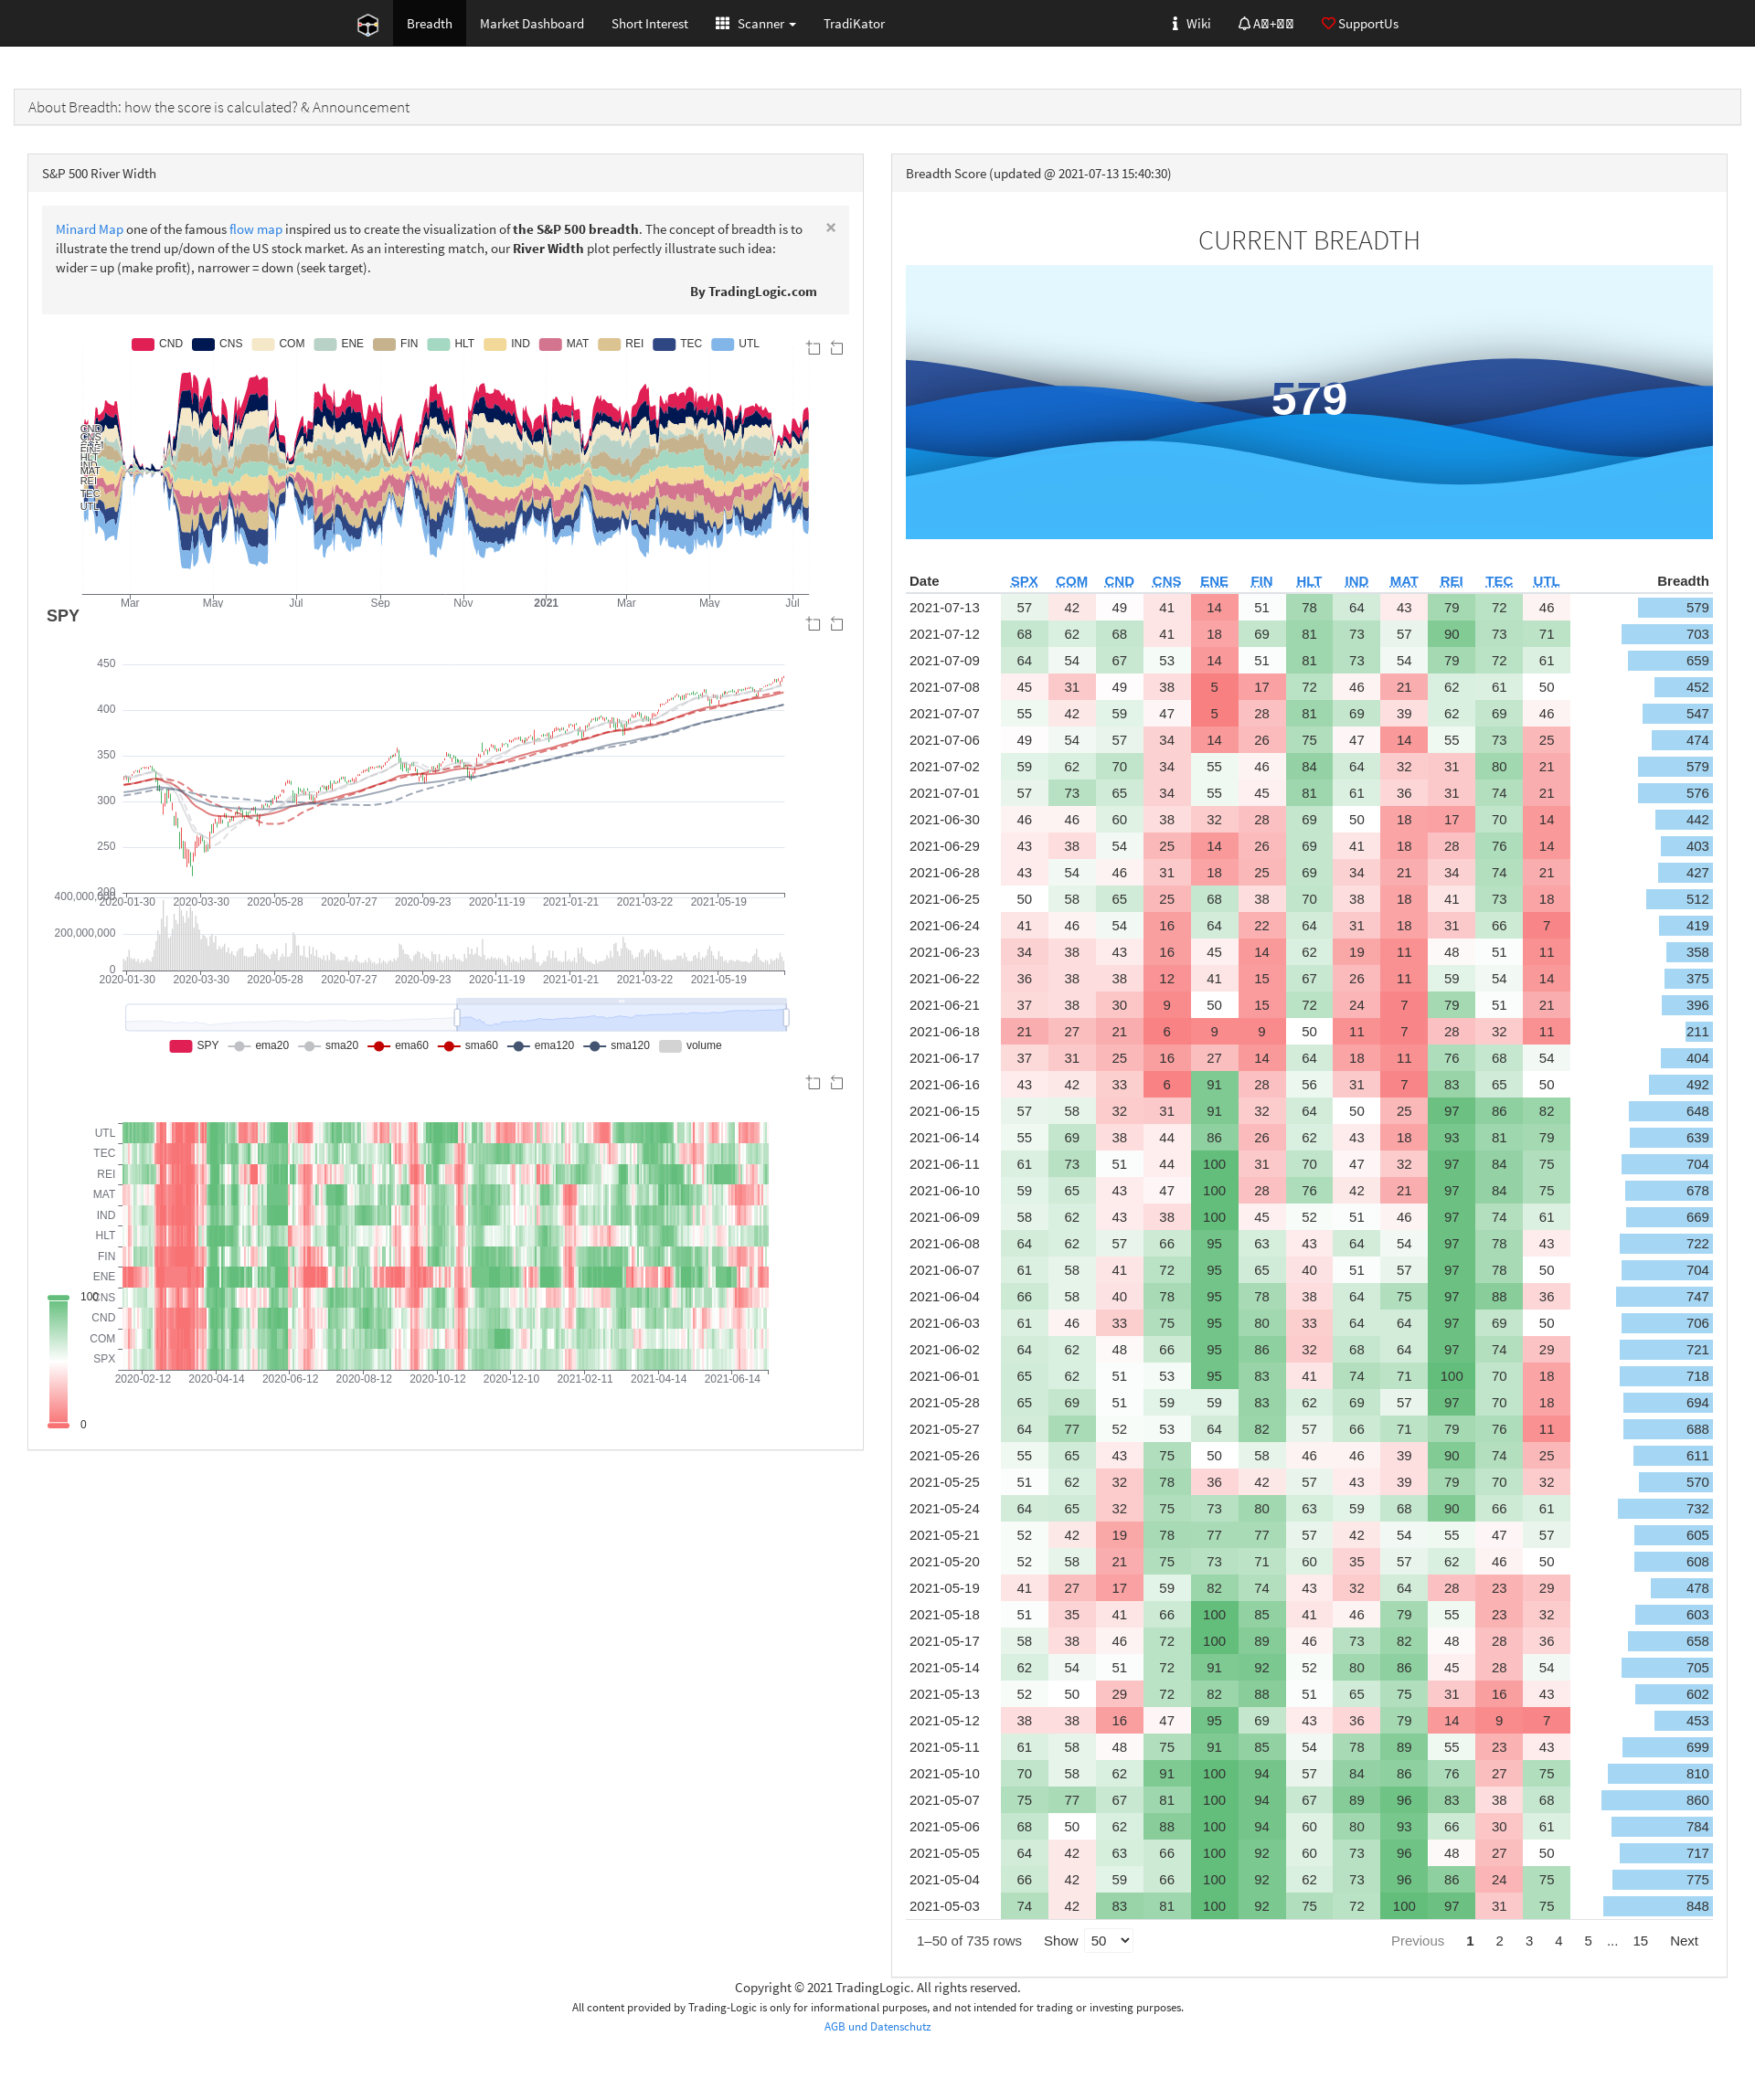 Breadth Market Dashboard Short Interest Scanner TradiKator Wiki SupportUs
About Breadth: how the score is calculated? & Announcement
S&P 500 River Width
Minard Map one of the famous flow map inspired us to create the visualization of the S&P 500 breadth. The concept of breadth is to
illustrate the trend up/down of the US stock market. As an interesting match, our River Width plot perfectly illustrate such idea:
wider = up (make profit), narrower = down (seek target).
×
By TradingLogic.com
CND CNS COM ENE FIN HLT IND MAT REI TEC UTL
CND
CNS
ENE
HLT
MAT
REI
TEC
UTL
Mar May Jul Sep Nov 2021 Mar May Jul
SPY
450
400
350
300
250
200
2020-01-30 2020-03-30 2020-05-28 2020-07-27 2020-09-23 2020-11-19 2021-01-21 2021-03-22 2021-05-19
400,000,000
200,000,000
0
2020-01-30 2020-03-30 2020-05-28 2020-07-27 2020-09-23 2020-11-19 2021-01-21 2021-03-22 2021-05-19
SPY ema20 sma20 ema60 sma60 ema120 sma120 volume
UTL
TEC
REI
MAT
IND
HLT
FIN
ENE
CNS
CND
COM
SPX
100
0
2020-02-12 2020-04-14 2020-06-12 2020-08-12 2020-10-12 2020-12-10 2021-02-11 2021-04-14 2021-06-14
Breadth Score (updated @ 2021-07-13 15:40:30)
CURRENT BREADTH
579
Date SPX COM CND CNS ENE FIN HLT IND MAT REI TEC UTL Breadth
2021-07-13 57 42 49 41 14 51 78 64 43 79 72 46 579
2021-07-12 68 62 68 41 18 69 81 73 57 90 73 71 703
2021-07-09 64 54 67 53 14 51 81 73 54 79 72 61 659
2021-07-08 45 31 49 38 5 17 72 46 21 62 61 50 452
2021-07-07 55 42 59 47 5 28 81 69 39 62 69 46 547
2021-07-06 49 54 57 34 14 26 75 47 14 55 73 25 474
2021-07-02 59 62 70 34 55 46 84 64 32 31 80 21 579
2021-07-01 57 73 65 34 55 45 81 61 36 31 74 21 576
2021-06-30 46 46 60 38 32 28 69 50 18 17 70 14 442
2021-06-29 43 38 54 25 14 26 69 41 18 28 76 14 403
2021-06-28 43 54 46 31 18 25 69 34 21 34 74 21 427
2021-06-25 50 58 65 25 68 38 70 38 18 41 73 18 512
2021-06-24 41 46 54 16 64 22 64 31 18 31 66 7 419
2021-06-23 34 38 43 16 45 14 62 19 11 48 51 11 358
2021-06-22 36 38 38 12 41 15 67 26 11 59 54 14 375
2021-06-21 37 38 30 9 50 15 72 24 7 79 51 21 396
2021-06-18 21 27 21 6 9 9 50 11 7 28 32 11 211
2021-06-17 37 31 25 16 27 14 64 18 11 76 68 54 404
2021-06-16 43 42 33 6 91 28 56 31 7 83 65 50 492
2021-06-15 57 58 32 31 91 32 64 50 25 97 86 82 648
2021-06-14 55 69 38 44 86 26 62 43 18 93 81 79 639
2021-06-11 61 73 51 44 100 31 70 47 32 97 84 75 704
2021-06-10 59 65 43 47 100 28 76 42 21 97 84 75 678
2021-06-09 58 62 43 38 100 45 52 51 46 97 74 61 669
2021-06-08 64 62 57 66 95 63 43 64 54 97 78 43 722
2021-06-07 61 58 41 72 95 65 40 51 57 97 78 50 704
2021-06-04 66 58 40 78 95 78 38 64 75 97 88 36 747
2021-06-03 61 46 33 75 95 80 33 64 64 97 69 50 706
2021-06-02 64 62 48 66 95 86 32 68 64 97 74 29 721
2021-06-01 65 62 51 53 95 83 41 74 71 100 70 18 718
2021-05-28 65 69 51 59 59 83 62 69 57 97 70 18 694
2021-05-27 64 77 52 53 64 82 57 66 71 79 76 11 688
2021-05-26 55 65 43 75 50 58 46 46 39 90 74 25 611
2021-05-25 51 62 32 78 36 42 57 43 39 79 70 32 570
2021-05-24 64 65 32 75 73 80 63 59 68 90 66 61 732
2021-05-21 52 42 19 78 77 77 57 42 54 55 47 57 605
2021-05-20 52 58 21 75 73 71 60 35 57 62 46 50 608
2021-05-19 41 27 17 59 82 74 43 32 64 28 23 29 478
2021-05-18 51 35 41 66 100 85 41 46 79 55 23 32 603
2021-05-17 58 38 46 72 100 89 46 73 82 48 28 36 658
2021-05-14 62 54 51 72 91 92 52 80 86 45 28 54 705
2021-05-13 52 50 29 72 82 88 51 65 75 31 16 43 602
2021-05-12 38 38 16 47 95 69 43 36 79 14 9 7 453
2021-05-11 61 58 48 75 91 85 54 78 89 55 23 43 699
2021-05-10 70 58 62 91 100 94 57 84 86 76 27 75 810
2021-05-07 75 77 67 81 100 94 67 89 96 83 38 68 860
2021-05-06 68 50 62 88 100 94 60 80 93 66 30 61 784
2021-05-05 64 42 63 66 100 92 60 73 96 48 27 50 717
2021-05-04 66 42 59 66 100 92 62 73 96 86 24 75 775
2021-05-03 74 42 83 81 100 92 75 72 100 97 31 75 848
1–50 of 735 rows Show 50 Previous 1 2 3 4 5 ... 15 Next
Copyright © 2021 TradingLogic. All rights reserved.
All content provided by Trading-Logic is only for informational purposes, and not intended for trading or investing purposes.
AGB und Datenschutz